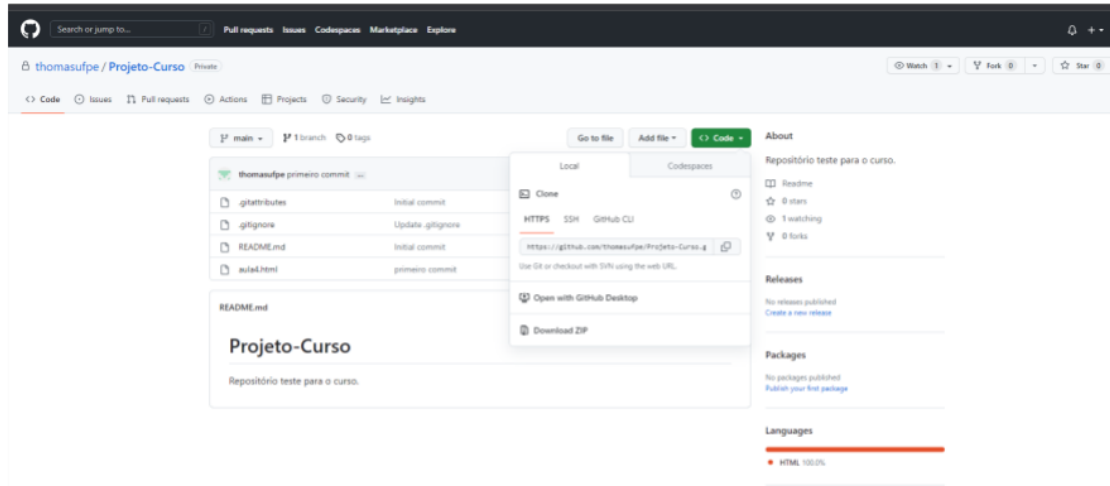 Search or jump to... /
Pull requests Issues Codespaces Marketplace Explore
thomasufpe / Projeto-Curso Private
Watch 1 Fork 0 Star 0
Code Issues Pull requests Actions Projects Security Insights
main 1 branch 0 tags
Go to file Add file Code
thomasufpe primeiro commit ...
.gitattributes Initial commit
.gitignore Update .gitignore
README.md Initial commit
aula4.html primeiro commit
Local Codespaces
Clone
HTTPS SSH GitHub CLI
https://github.com/thomasufpe/Projeto-Curso.g
Use Git or checkout with SVN using the web URL.
Open with GitHub Desktop
Download ZIP
README.md
Projeto-Curso
Repositório teste para o curso.
About
Repositório teste para o curso.
Readme
0 stars
1 watching
0 forks
Releases
No releases published
Create a new release
Packages
No packages published
Publish your first package
Languages
HTML 100.0%